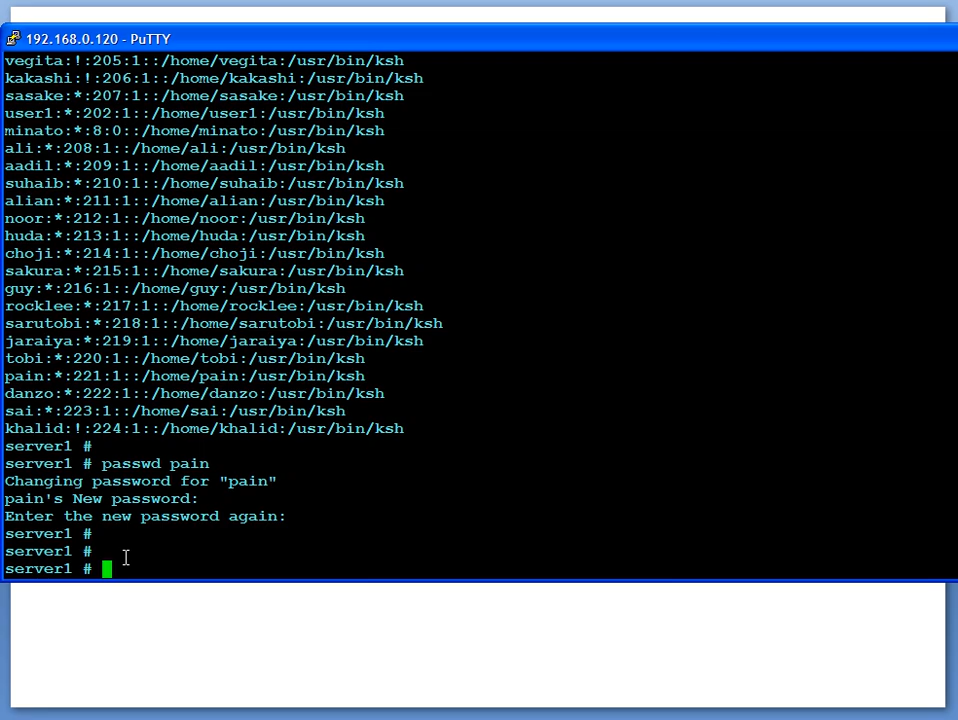 192.168.0.120 - PuTTY
vegita:!:205:1::/home/vegita:/usr/bin/ksh
kakashi:!:206:1::/home/kakashi:/usr/bin/ksh
sasake:*:207:1::/home/sasake:/usr/bin/ksh
user1:*:202:1::/home/user1:/usr/bin/ksh
minato:*:8:0::/home/minato:/usr/bin/ksh
ali:*:208:1::/home/ali:/usr/bin/ksh
aadil:*:209:1::/home/aadil:/usr/bin/ksh
suhaib:*:210:1::/home/suhaib:/usr/bin/ksh
alian:*:211:1::/home/alian:/usr/bin/ksh
noor:*:212:1::/home/noor:/usr/bin/ksh
huda:*:213:1::/home/huda:/usr/bin/ksh
choji:*:214:1::/home/choji:/usr/bin/ksh
sakura:*:215:1::/home/sakura:/usr/bin/ksh
guy:*:216:1::/home/guy:/usr/bin/ksh
rocklee:*:217:1::/home/rocklee:/usr/bin/ksh
sarutobi:*:218:1::/home/sarutobi:/usr/bin/ksh
jaraiya:*:219:1::/home/jaraiya:/usr/bin/ksh
tobi:*:220:1::/home/tobi:/usr/bin/ksh
pain:*:221:1::/home/pain:/usr/bin/ksh
danzo:*:222:1::/home/danzo:/usr/bin/ksh
sai:*:223:1::/home/sai:/usr/bin/ksh
khalid:!:224:1::/home/khalid:/usr/bin/ksh
server1 #
server1 # passwd pain
Changing password for "pain"
pain's New password:
Enter the new password again:
server1 #
server1 #
server1 #